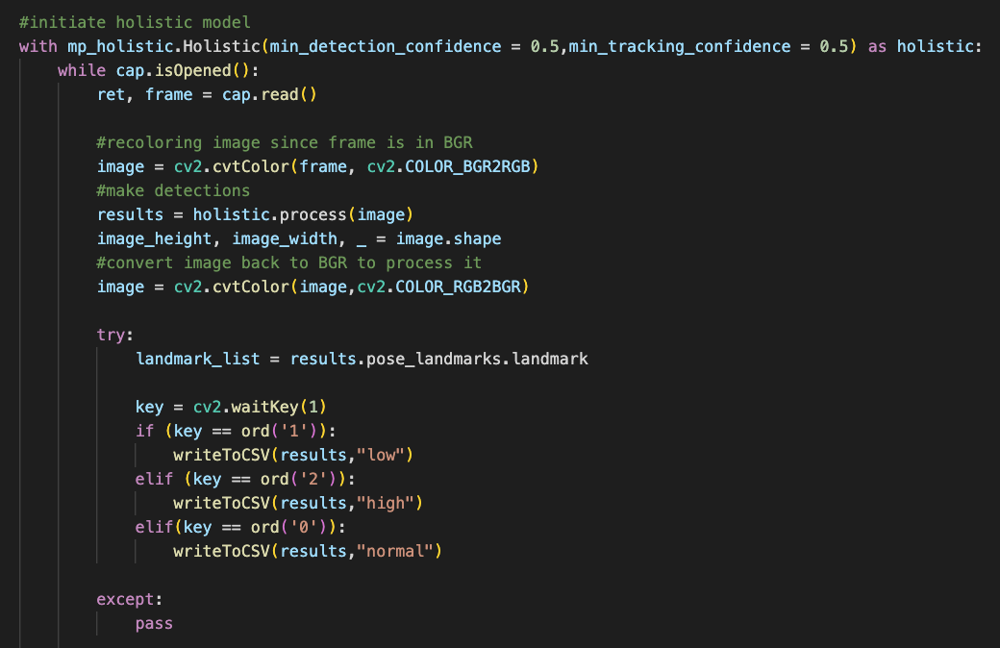 #initiate holistic model
with mp_holistic.Holistic(min_detection_confidence = 0.5,min_tracking_confidence = 0.5) as holistic:
    while cap.isOpened():
        ret, frame = cap.read()

        #recoloring image since frame is in BGR
        image = cv2.cvtColor(frame, cv2.COLOR_BGR2RGB)
        #make detections
        results = holistic.process(image)
        image_height, image_width, _ = image.shape
        #convert image back to BGR to process it
        image = cv2.cvtColor(image,cv2.COLOR_RGB2BGR)

        try:
            landmark_list = results.pose_landmarks.landmark

            key = cv2.waitKey(1)
            if (key == ord('1')):
                writeToCSV(results,"low")
            elif (key == ord('2')):
                writeToCSV(results,"high")
            elif(key == ord('0')):
                writeToCSV(results,"normal")

        except:
            pass